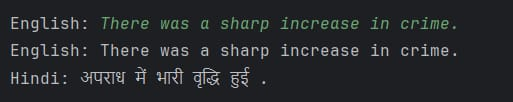 English: There was a sharp increase in crime.
English: There was a sharp increase in crime.
Hindi: अपराध में भारी वृद्धि हुई .